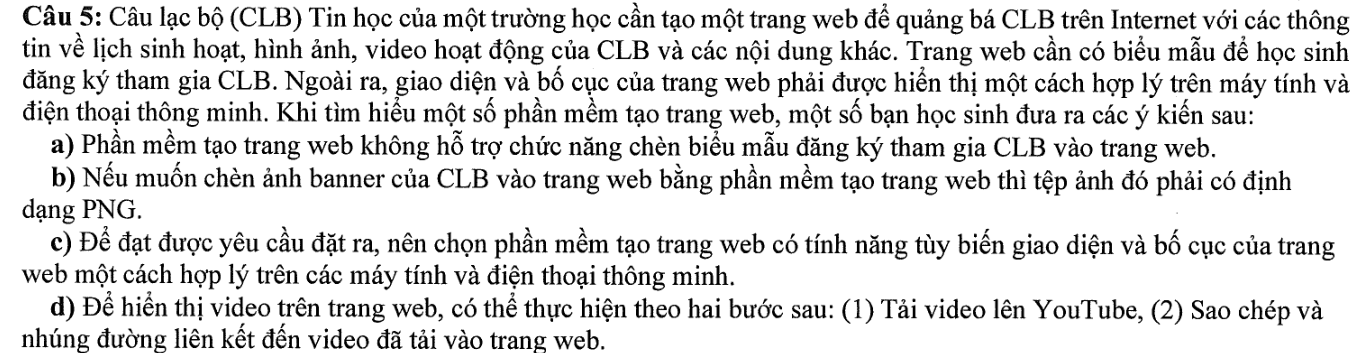 Câu 5: Câu lạc bộ (CLB) Tin học của một trường học cần tạo một trang web để quảng bá CLB trên Internet với các thông
tin về lịch sinh hoạt, hình ảnh, video hoạt động của CLB và các nội dung khác. Trang web cần có biểu mẫu để học sinh
đăng ký tham gia CLB. Ngoài ra, giao diện và bố cục của trang web phải được hiển thị một cách hợp lý trên máy tính và
điện thoại thông minh. Khi tìm hiểu một số phần mềm tạo trang web, một số bạn học sinh đưa ra các ý kiến sau:
a) Phần mềm tạo trang web không hỗ trợ chức năng chèn biểu mẫu đăng ký tham gia CLB vào trang web.
b) Nếu muốn chèn ảnh banner của CLB vào trang web bằng phần mềm tạo trang web thì tệp ảnh đó phải có định
dạng PNG.
c) Để đạt được yêu cầu đặt ra, nên chọn phần mềm tạo trang web có tính năng tùy biến giao diện và bố cục của trang
web một cách hợp lý trên các máy tính và điện thoại thông minh.
d) Để hiển thị video trên trang web, có thể thực hiện theo hai bước sau: (1) Tải video lên YouTube, (2) Sao chép và
nhúng đường liên kết đến video đã tải vào trang web.